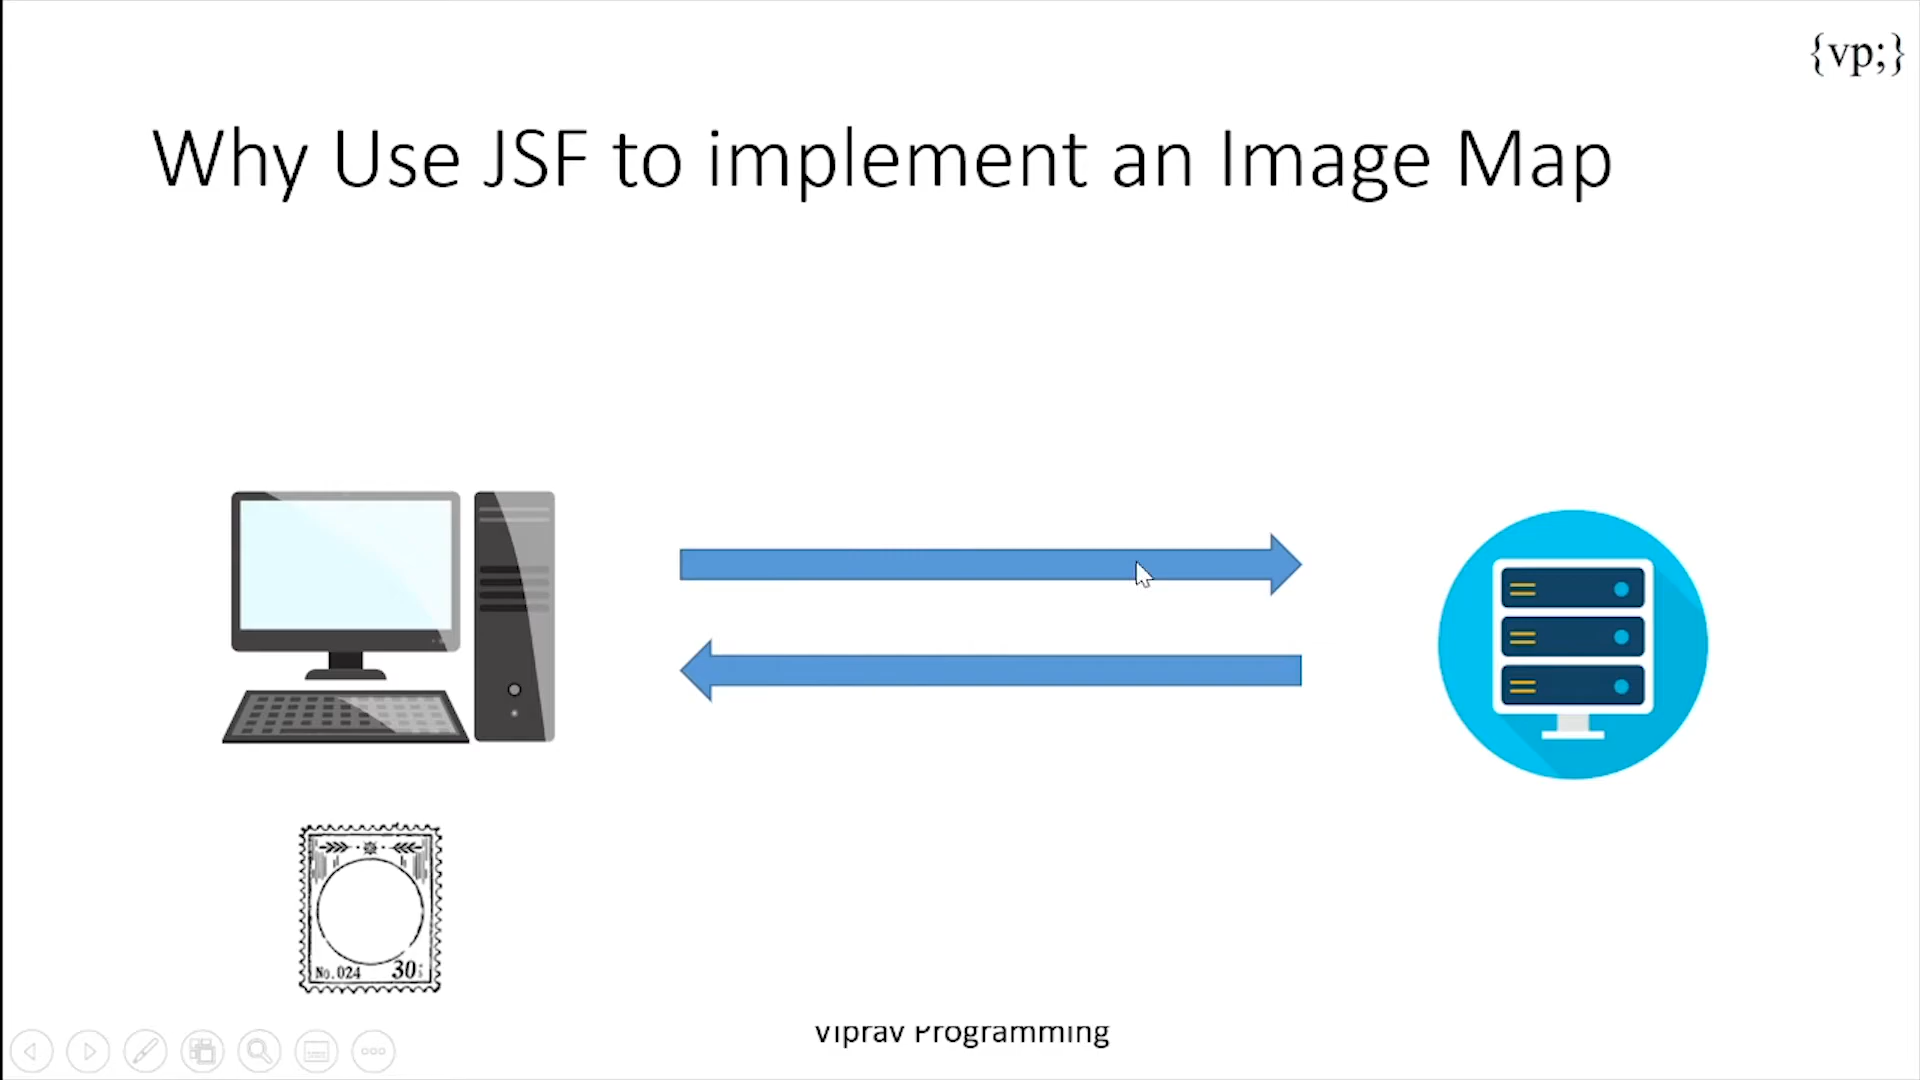 {vp;}
Why Use JSF to implement an Image Map
No.024 30
Viprav Programming